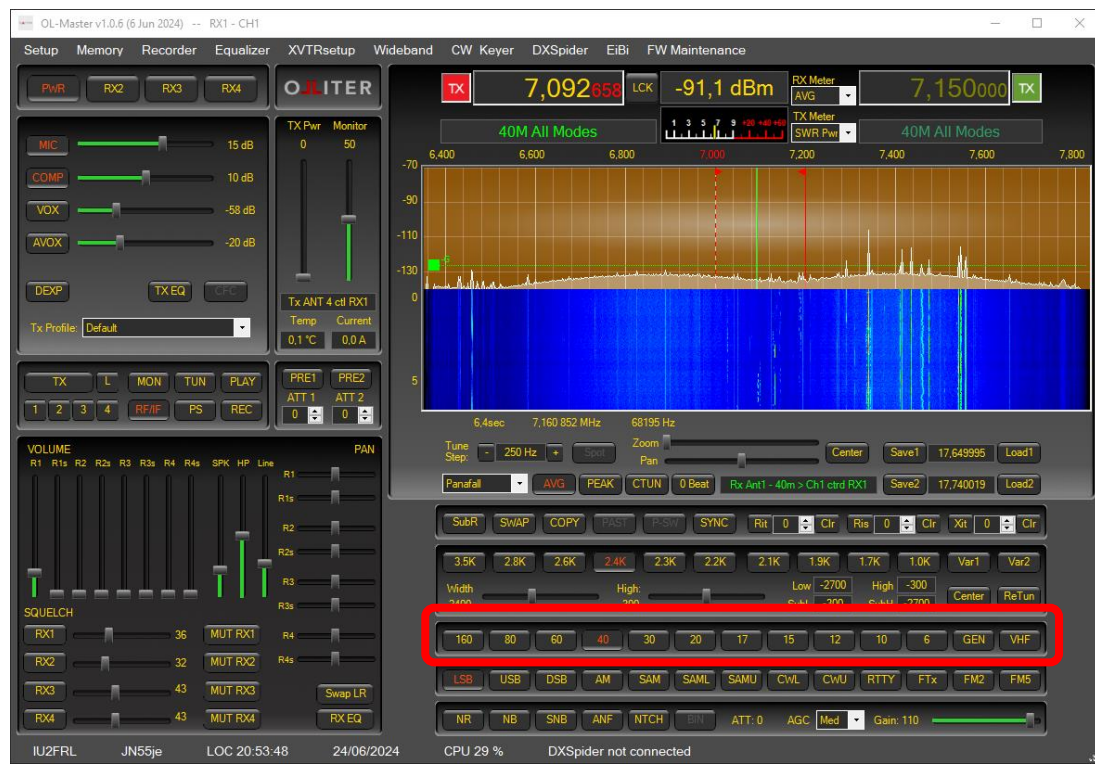 OL-Master v1.0.6 (6 Jun 2024) -- RX1 - CH1
Setup Memory Recorder Equalizer XVTRsetup Wideband CW Keyer DXSpider EiBi FW Maintenance
PWR RX2 RX3 RX4
OLLITER
TX 7,092658 LCK -91,1 dBm RX Meter AVG 7,150000 TX
40M All Modes 1 3 5 7 9 +20 +40 +60 TX Meter SWR Pwr 40M All Modes
MIC 15 dB
COMP 10 dB
VOX -58 dB
AVOX -20 dB
DEXP TX EQ CFC
Tx Profile: Default
TX Pwr Monitor
0 50
Tx ANT 4 ctl RX1
Temp Current
0,1 °C 0,0 A
6,400 6,600 6,800 7,000 7,200 7,400 7,600 7,800
-70
-90
-110
-G
-130
0
5
TX L MON TUN PLAY
1 2 3 4 RF/IF PS REC
PRE1 PRE2
ATT 1 ATT 2
0 0
6,4sec 7,160 852 MHz 68195 Hz
Tune Step: - 250 Hz + Spot Zoom Pan Center Save1 17,649995 Load1
Panafall AVG PEAK CTUN 0 Beat Rx Ant1 - 40m > Ch1 ctrd RX1 Save2 17,740019 Load2
VOLUME PAN
R1 R1s R2 R2s R3 R3s R4 R4s SPK HP Line
R1
R1s
R2
R2s
R3
R3s
R4
R4s
SQUELCH
RX1 36 MUT RX1
RX2 32 MUT RX2
RX3 43 MUT RX3
RX4 43 MUT RX4
Swap LR
RX EQ
SubR SWAP COPY PAST P-SW SYNC Rit 0 Clr Ris 0 Clr Xit 0 Clr
3.5K 2.8K 2.6K 2.4K 2.3K 2.2K 2.1K 1.9K 1.7K 1.0K Var1 Var2
Width High: Low -2700 High -300 Center ReTun
160 80 60 40 30 20 17 15 12 10 6 GEN VHF
LSB USB DSB AM SAM SAML SAMU CWL CWU RTTY FTx FM2 FM5
NR NB SNB ANF NTCH BIN ATT: 0 AGC Med Gain: 110
IU2FRL JN55je LOC 20:53:48 24/06/2024 CPU 29 % DXSpider not connected